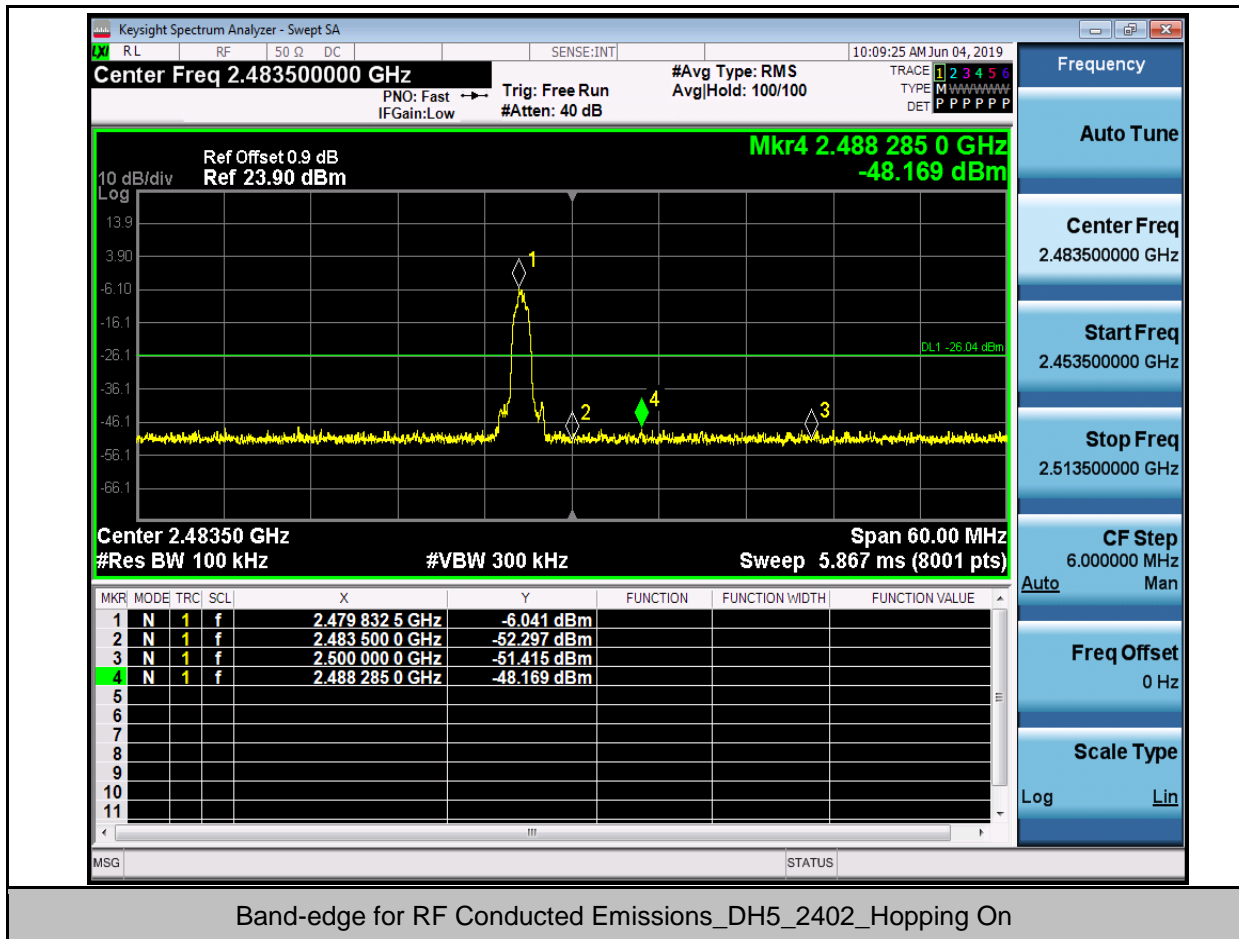 Keysight Spectrum Analyzer - Swept SA
LXI RL RF 50 Ω DC SENSE:INT 10:09:25 AM Jun 04, 2019
Center Freq 2.483500000 GHz
PNO: Fast
IFGain:Low
Trig: Free Run
#Atten: 40 dB
#Avg Type: RMS
Avg|Hold: 100/100
TRACE 1 2 3 4 5 6
TYPE M W W W W W
DET P P P P P P
Mkr4 2.488 285 0 GHz
-48.169 dBm
Ref Offset 0.9 dB
10 dB/div Ref 23.90 dBm
Log
13.9
3.90
-6.10
-16.1
-26.1
-36.1
-46.1
-56.1
-66.1
1
DL1 -26.04 dBm
2
4
3
Center 2.48350 GHz Span 60.00 MHz
#Res BW 100 kHz #VBW 300 kHz Sweep 5.867 ms (8001 pts)
MKR MODE TRC SCL X Y FUNCTION FUNCTION WIDTH FUNCTION VALUE
1 N 1 f 2.479 832 5 GHz -6.041 dBm
2 N 1 f 2.483 500 0 GHz -52.297 dBm
3 N 1 f 2.500 000 0 GHz -51.415 dBm
4 N 1 f 2.488 285 0 GHz -48.169 dBm
5
6
7
8
9
10
11
MSG STATUS
Frequency
Auto Tune
Center Freq
2.483500000 GHz
Start Freq
2.453500000 GHz
Stop Freq
2.513500000 GHz
CF Step
6.000000 MHz
Auto Man
Freq Offset
0 Hz
Scale Type
Log Lin
Band-edge for RF Conducted Emissions_DH5_2402_Hopping On